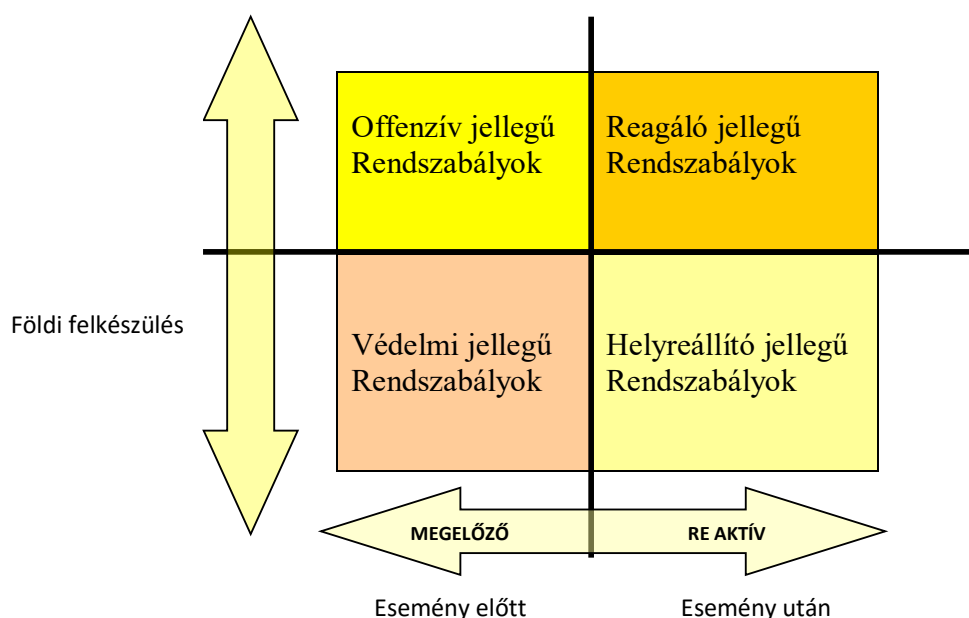 Offenzív jellegű
Rendszabályok
Reagáló jellegű
Rendszabályok
Földi felkészülés
Védelmi jellegű
Rendszabályok
Helyreállító jellegű
Rendszabályok
MEGELŐZŐ
RE AKTÍV
Esemény előtt
Esemény után